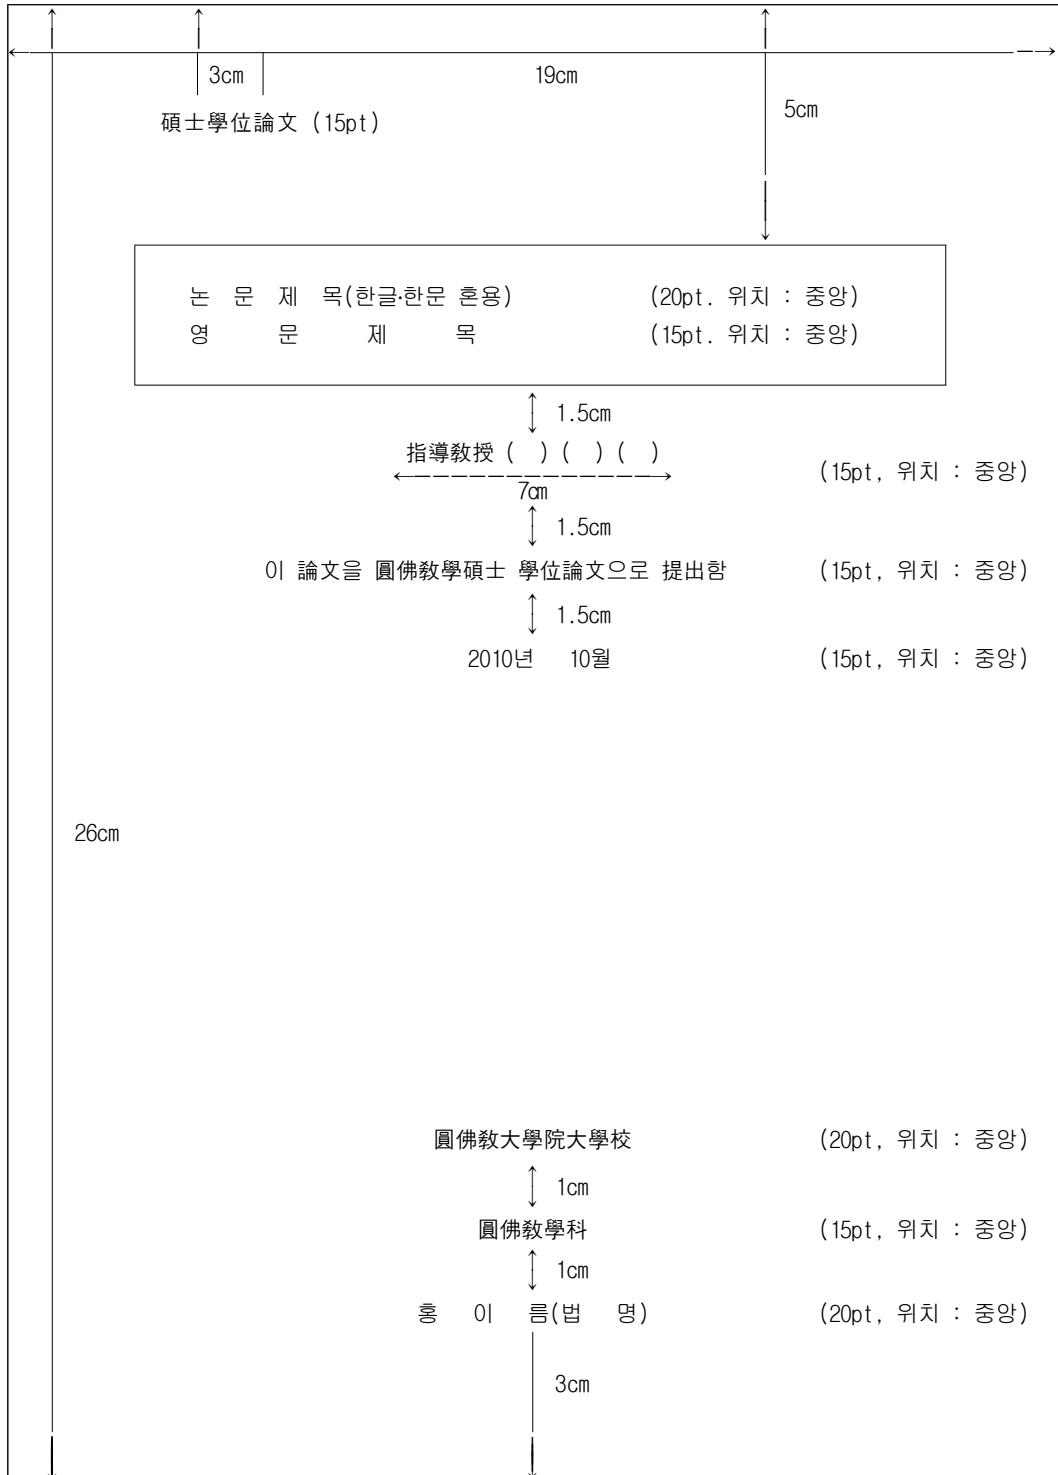 3cm 19cm
5cm
碩士學位論文 (15pt)
논 문 제 목(한글·한문 혼용) (20pt. 위치 : 중앙)
영 문 제 목 (15pt. 위치 : 중앙)
1.5cm
指導敎授 ( ) ( ) ( ) (15pt, 위치 : 중앙)
7cm
1.5cm
이 論文을 圓佛敎學碩士 學位論文으로 提出함 (15pt, 위치 : 중앙)
1.5cm
2010년 10월 (15pt, 위치 : 중앙)
26cm
圓佛敎大學院大學校 (20pt, 위치 : 중앙)
1cm
圓佛敎學科 (15pt, 위치 : 중앙)
1cm
홍 이 름(법 명) (20pt, 위치 : 중앙)
3cm